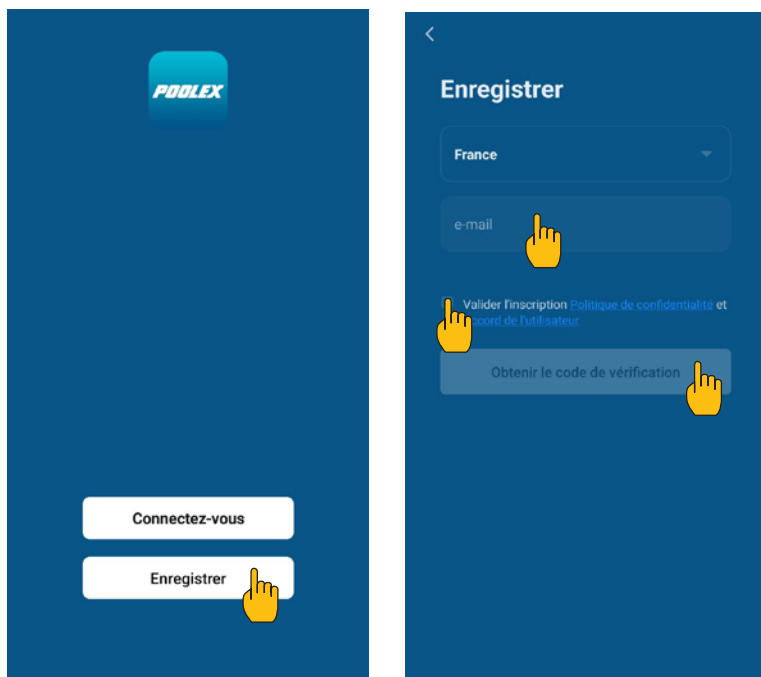 POOLEX
Connectez-vous
Enregistrer
Enregistrer
France
e-mail
Valider l'inscription Politique de confidentialité et
accord de l'utilisateur
Obtenir le code de vérification